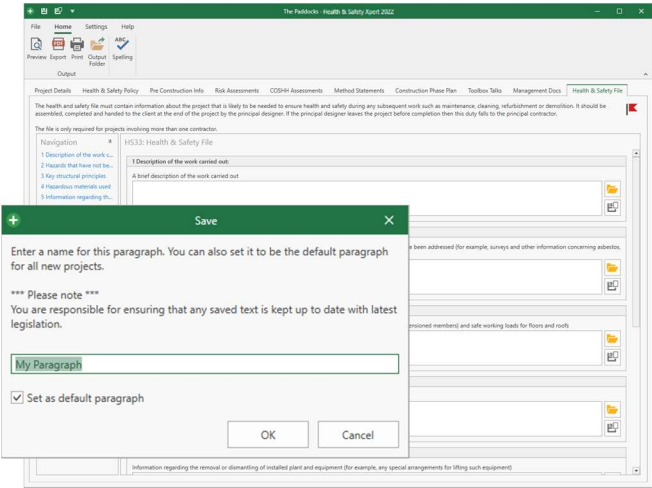 The Paddocks - Health & Safety Xpert 2022
File Home Settings Help
Preview Export Print Output Folder Spelling
PDF
ABC
Output
Project Details Health & Safety Policy Pre Construction Info Risk Assessments COSHH Assessments Method Statements Construction Phase Plan Toolbox Talks Management Docs Health & Safety File
The health and safety file must contain information about the project that is likely to be needed to ensure health and safety during any subsequent work such as maintenance, cleaning, refurbishment or demolition. It should be
assembled, completed and handed to the client at the end of the project by the principal designer. If the principal designer leaves the project before completion then this duty falls to the principal contractor.
The file is only required for projects involving more than one contractor.
Navigation
HS33: Health & Safety File
1 Description of the work c...
2 Hazards that have not be...
3 Key structural principles
4 Hazardous materials used
5 Information regarding th...
1 Description of the work carried out:
A brief description of the work carried out
e been addressed (for example; surveys and other information concerning asbestos,
ensioned members) and safe working loads for floors and roofs
Information regarding the removal or dismantling of installed plant and equipment (for example, any special arrangements for lifting such equipment)
Save
Enter a name for this paragraph. You can also set it to be the default paragraph
for all new projects.
*** Please note ***
You are responsible for ensuring that any saved text is kept up to date with latest
legislation.
My Paragraph
Set as default paragraph
OK Cancel